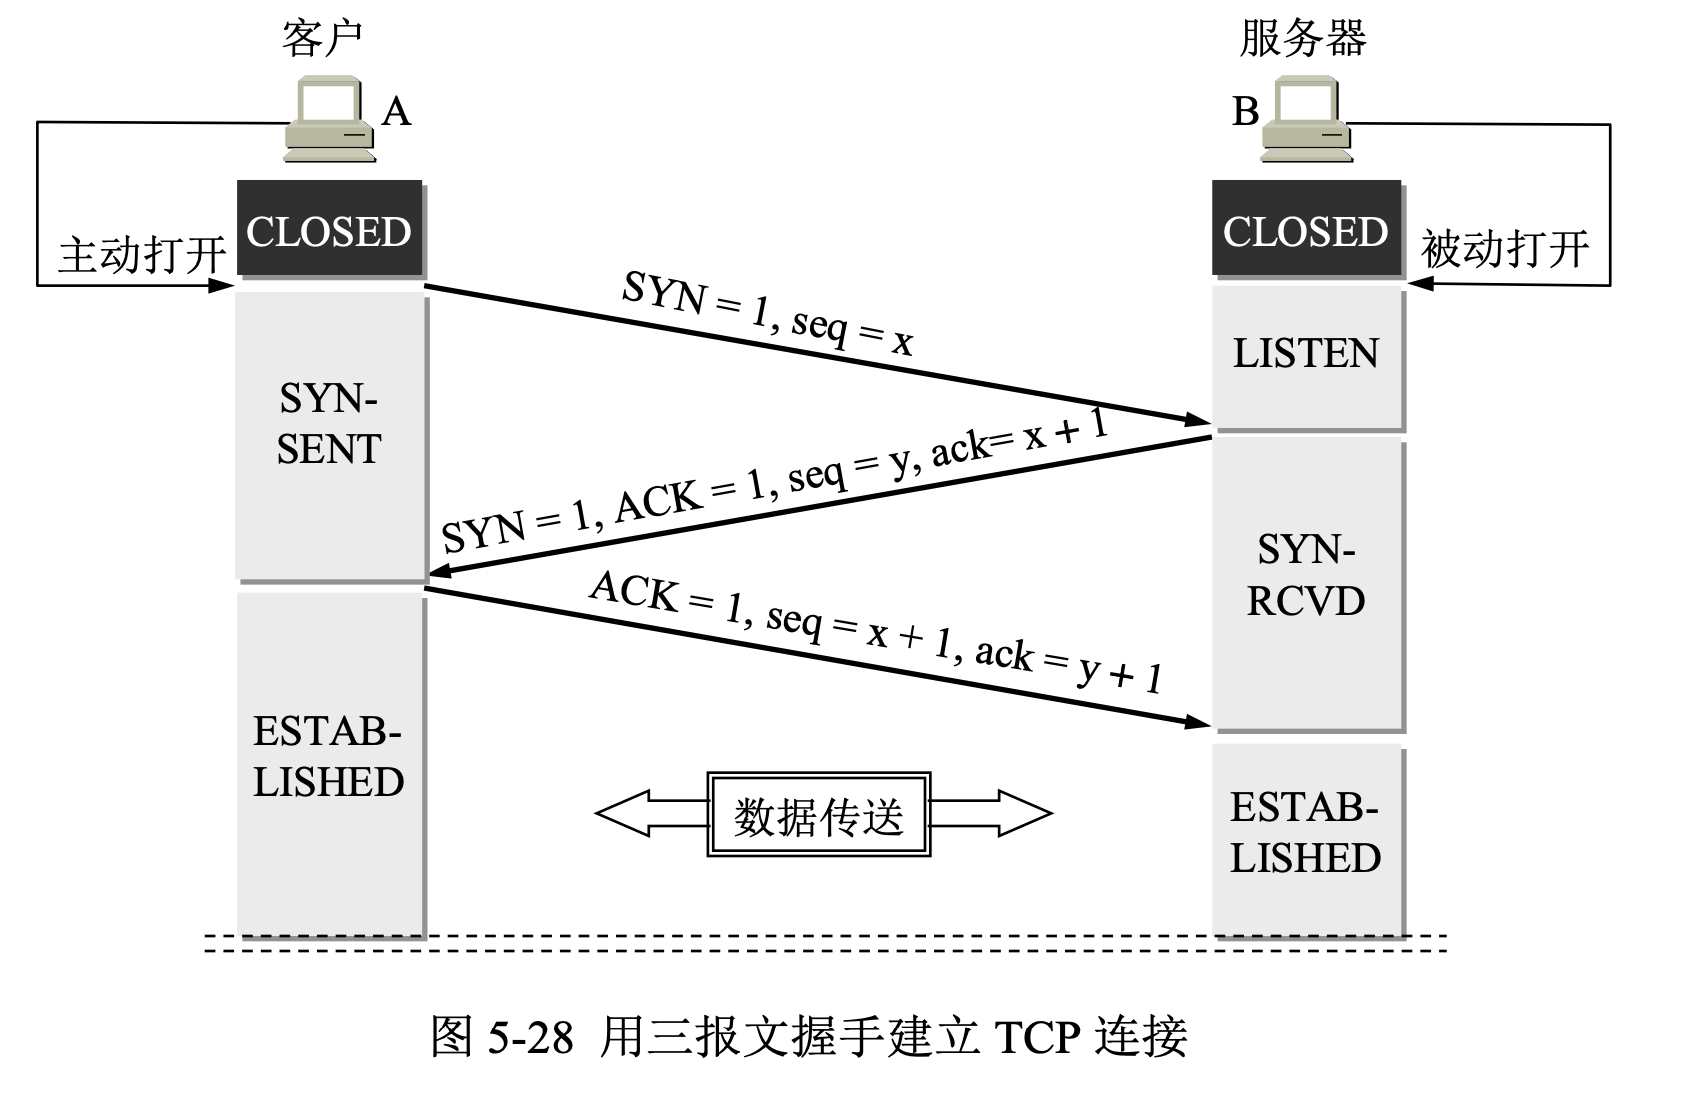 客户
服务器
A
B
CLOSED
CLOSED
主动打开
被动打开
SYN = 1, seq = x
LISTEN
SYN-
SENT
SYN = 1, ACK = 1, seq = y, ack= x + 1
SYN-
RCVD
ACK = 1, seq = x + 1, ack = y + 1
ESTAB-
LISHED
数据传送
ESTAB-
LISHED
图 5-28 用三报文握手建立 TCP 连接